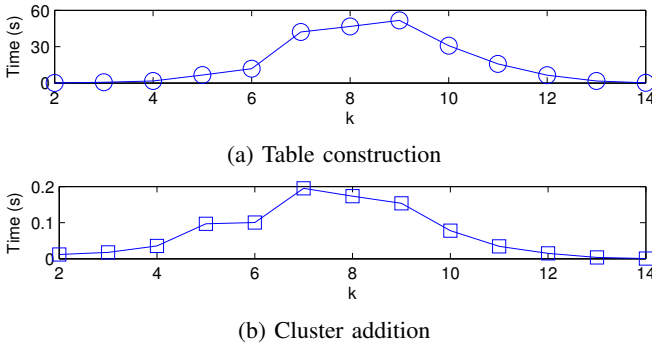 60
30
0
Time (s)
2 4 6 8 10 12 14
k
(a) Table construction
0.2
0.1
0
Time (s)
2 4 6 8 10 12 14
k
(b) Cluster addition